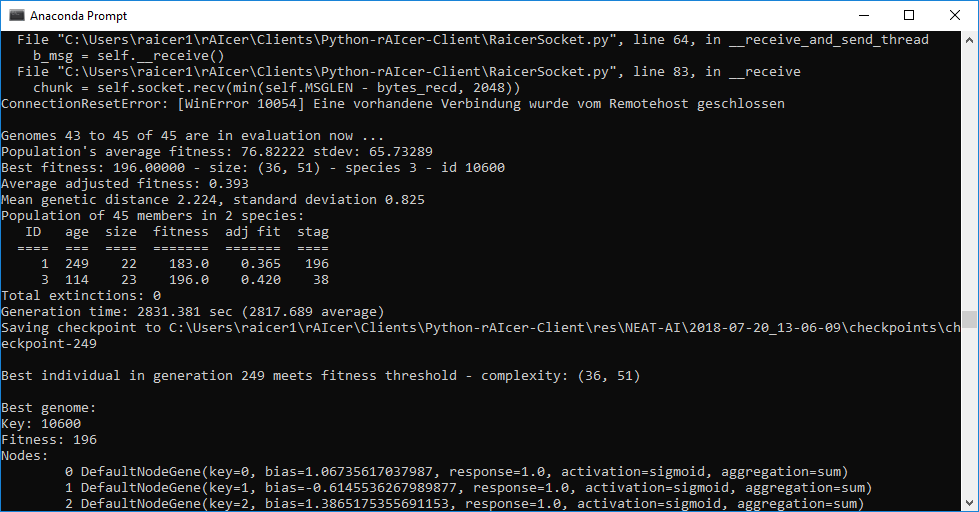 Anaconda Prompt
File "C:\Users\raicer1\rAIcer\Clients\Python-rAIcer-Client\RaicerSocket.py", line 64, in __receive_and_send_thread
b_msg = self.__receive()
File "C:\Users\raicer1\rAIcer\Clients\Python-rAIcer-Client\RaicerSocket.py", line 83, in __receive
chunk = self.socket.recv(min(self.MSGLEN - bytes_recd, 2048))
ConnectionResetError: [WinError 10054] Eine vorhandene Verbindung wurde vom Remotehost geschlossen
Genomes 43 to 45 of 45 are in evaluation now ...
Population's average fitness: 76.82222 stdev: 65.73289
Best fitness: 196.00000 - size: (36, 51) - species 3 - id 10600
Average adjusted fitness: 0.393
Mean genetic distance 2.224, standard deviation 0.825
Population of 45 members in 2 species:
ID age size fitness adj fit stag
==== === ==== ======= ======= ====
1 249 22 183.0 0.365 196
3 114 23 196.0 0.420 38
Total extinctions: 0
Generation time: 2831.381 sec (2817.689 average)
Saving checkpoint to C:\Users\raicer1\rAIcer\Clients\Python-rAIcer-Client\res\NEAT-AI\2018-07-20_13-06-09\checkpoints\ch
eckpoint-249
Best individual in generation 249 meets fitness threshold - complexity: (36, 51)
Best genome:
Key: 10600
Fitness: 196
Nodes:
0 DefaultNodeGene(key=0, bias=1.06735617037987, response=1.0, activation=sigmoid, aggregation=sum)
1 DefaultNodeGene(key=1, bias=-0.6145536267989877, response=1.0, activation=sigmoid, aggregation=sum)
2 DefaultNodeGene(key=2, bias=1.3865175355691153, response=1.0, activation=sigmoid, aggregation=sum)